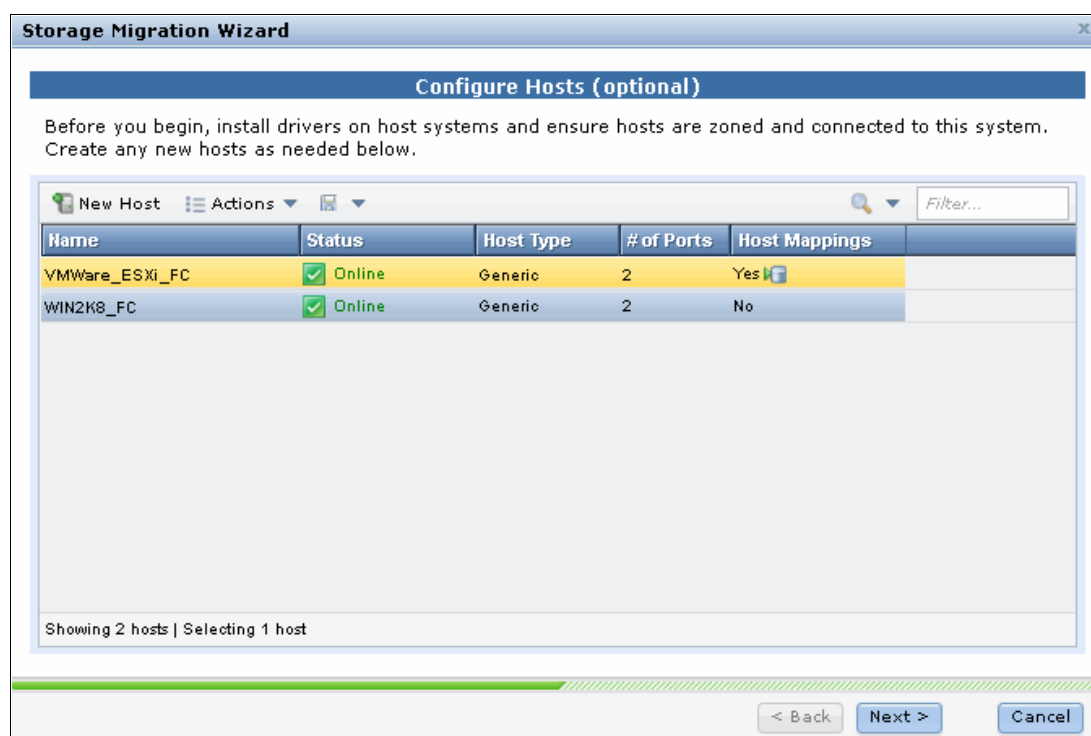 Storage Migration Wizard
x
Configure Hosts (optional)
Before you begin, install drivers on host systems and ensure hosts are zoned and connected to this system.
Create any new hosts as needed below.
New Host Actions Filter...
Name Status Host Type # of Ports Host Mappings
VMWare_ESXi_FC Online Generic 2 Yes
WIN2K8_FC Online Generic 2 No
Showing 2 hosts | Selecting 1 host
< Back Next > Cancel